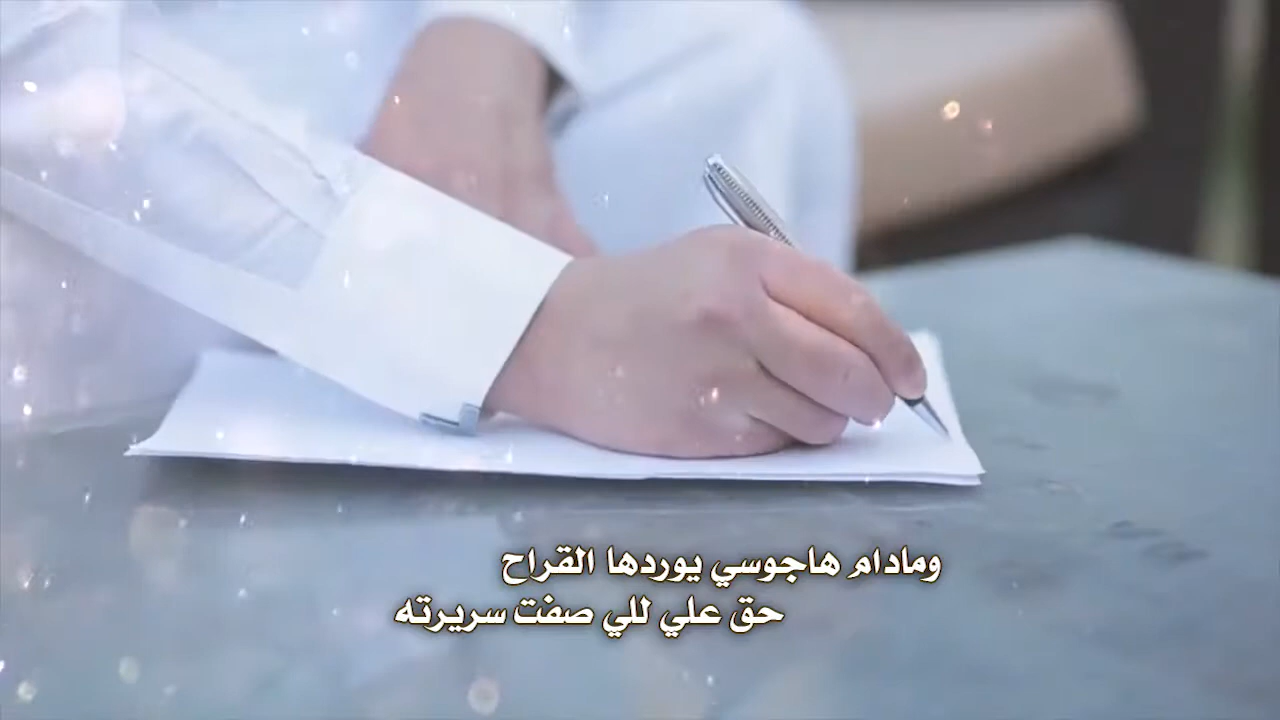 ومادام هاجوسي يوردها القراح
حق علي للي صفت سريرته